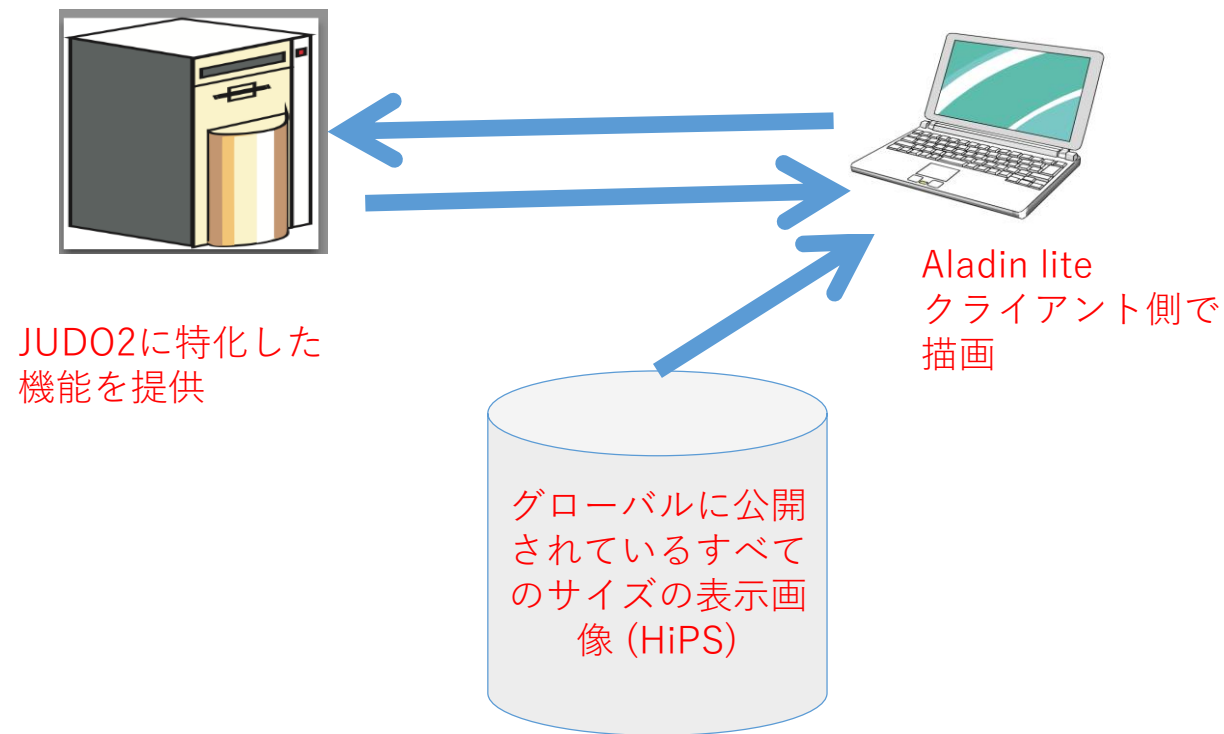 JUDO2に特化した
機能を提供
Aladin lite
クライアント側で
描画
グローバルに公開
されているすべて
のサイズの表示画
像 (HiPS)